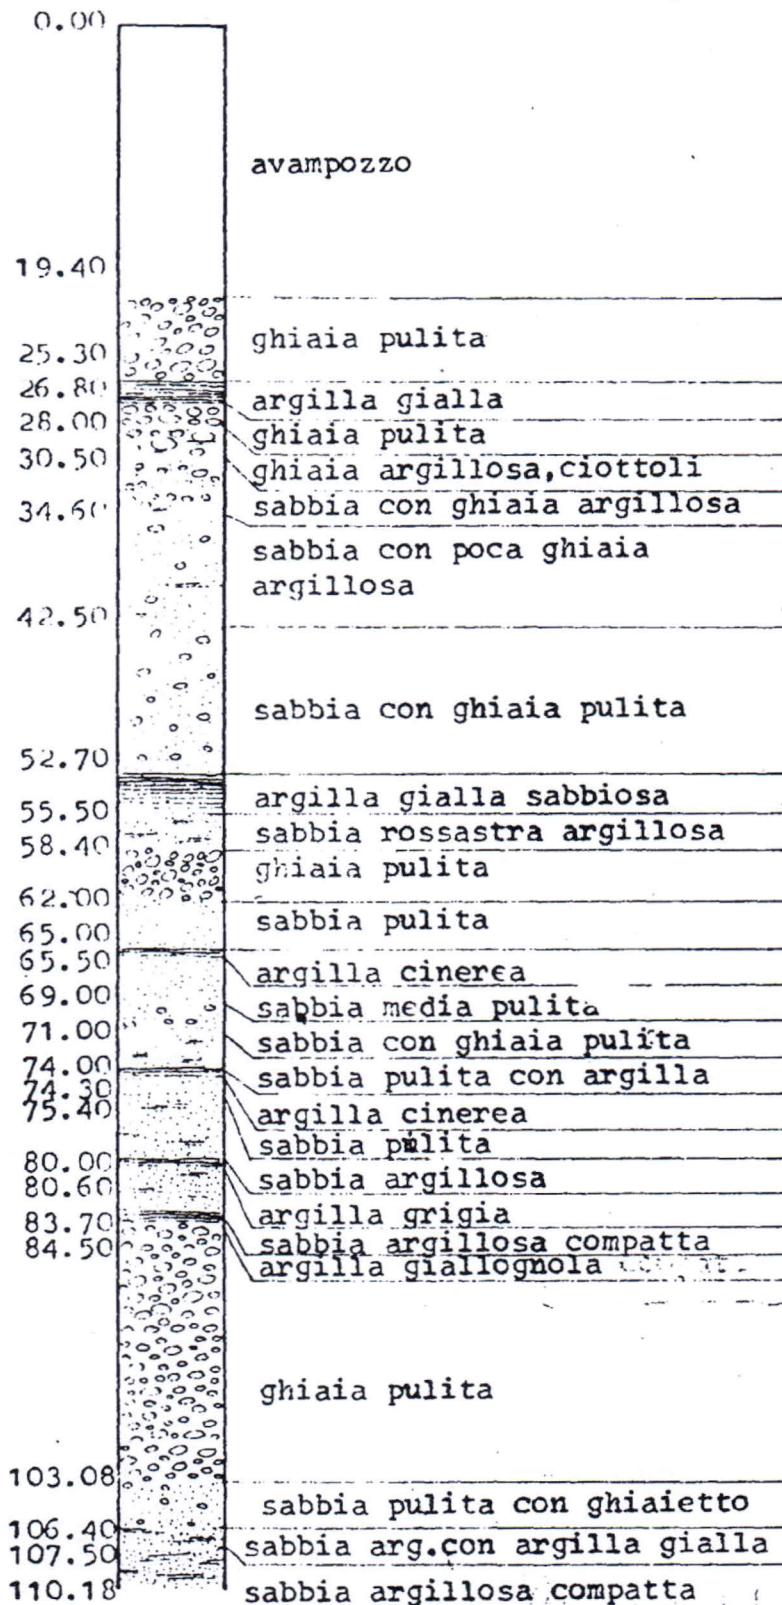 0.00
avampozzo
19.40
ghiaia pulita
25.30
26.80
argilla gialla
28.00
ghiaia pulita
30.50
ghiaia argillosa,ciottoli
34.60
sabbia con ghiaia argillosa
sabbia con poca ghiaia
argillosa
42.50
sabbia con ghiaia pulita
52.70
argilla gialla sabbiosa
55.50
sabbia rossastra argillosa
58.40
ghiaia pulita
62.00
sabbia pulita
65.00
65.50
argilla cinerea
69.00
sabbia media pulita
71.00
sabbia con ghiaia pulita
74.00
sabbia pulita con argilla
74.30
75.40
argilla cinerea
sabbia pulita
80.00
sabbia argillosa
80.60
argilla grigia
83.70
sabbia argillosa compatta
84.50
argilla giallognola
ghiaia pulita
103.08
sabbia pulita con ghiaietto
106.40
107.50
sabbia arg.con argilla gialla
110.18
sabbia argillosa compatta